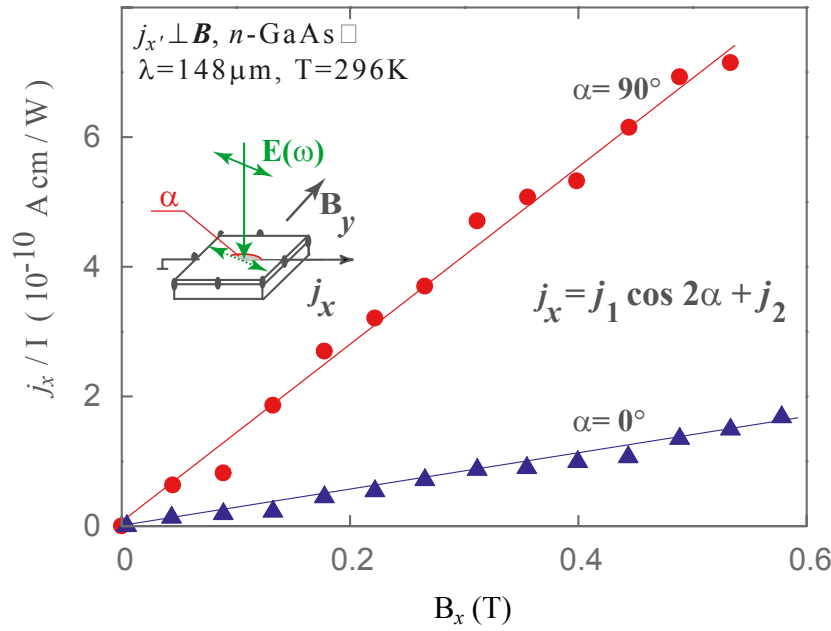 j_x' ⊥ B, n-GaAs □
λ=148μm, T=296K
E(ω)
α
B_y
j_x
α= 90°
j_x = j_1 cos 2α + j_2
α= 0°
j_x / I ( 10^-10 A cm / W )
6
4
2
0
0
0.2
0.4
0.6
B_x (T)